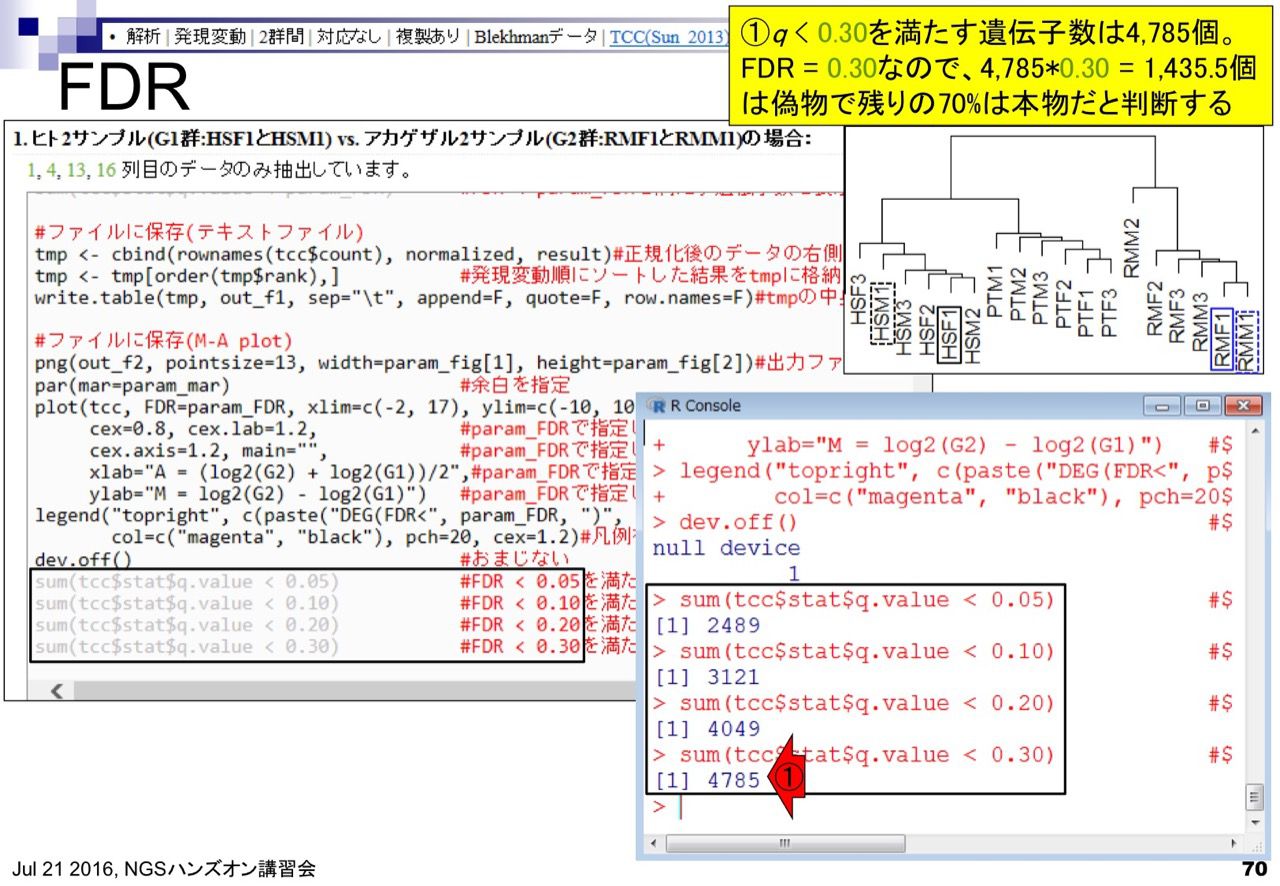 • 解析 | 発現変動 | 2群間 | 対応なし | 複製あり | Blekhmanデータ | TCC(Sun_2013)
①q < 0.30を満たす遺伝子数は4,785個。
FDR = 0.30なので、4,785*0.30 = 1,435.5個
は偽物で残りの70%は本物だと判断する
FDR
1. ヒト2サンプル(G1群:HSF1とHSM1) vs. アカゲザル2サンプル(G2群:RMF1とRMM1)の場合:
1, 4, 13, 16 列目のデータのみ抽出しています。
#ファイルに保存(テキストファイル)
tmp <- cbind(rownames(tcc$count), normalized, result)#正規化後のデータの右側
tmp <- tmp[order(tmp$rank),] #発現変動順にソートした結果をtmpに格納
write.table(tmp, out_f1, sep="\t", append=F, quote=F, row.names=F)#tmpの中
#ファイルに保存(M-A plot)
png(out_f2, pointsize=13, width=param_fig[1], height=param_fig[2])#出力ファ
par(mar=param_mar) #余白を指定
plot(tcc, FDR=param_FDR, xlim=c(-2, 17), ylim=c(-10, 10
cex=0.8, cex.lab=1.2, #param_FDRで指定
cex.axis=1.2, main="", #param_FDRで指定
xlab="A = (log2(G2) + log2(G1))/2",#param_FDRで指定
ylab="M = log2(G2) - log2(G1)") #param_FDRで指定
legend("topright", c(paste("DEG(FDR<", param_FDR, ")",
col=c("magenta", "black"), pch=20, cex=1.2)#凡例
dev.off() #おまじない
sum(tcc$stat$q.value < 0.05) #FDR < 0.05を満た
sum(tcc$stat$q.value < 0.10) #FDR < 0.10を満た
sum(tcc$stat$q.value < 0.20) #FDR < 0.20を満た
sum(tcc$stat$q.value < 0.30) #FDR < 0.30を満た
HSF3
HSM1
HSM3
HSF2
HSF1
HSM2
PTM1
PTM2
PTM3
PTF2
PTF1
PTF3
RMM2
RMF2
RMF3
RMM3
RMF1
RMM1
R Console
+ ylab="M = log2(G2) - log2(G1)") #$
> legend("topright", c(paste("DEG(FDR<", p$
+ col=c("magenta", "black"), pch=20$
> dev.off() #$
null device
1
> sum(tcc$stat$q.value < 0.05) #$
[1] 2489
> sum(tcc$stat$q.value < 0.10) #$
[1] 3121
> sum(tcc$stat$q.value < 0.20) #$
[1] 4049
> sum(tcc$stat$q.value < 0.30) #$
[1] 4785
①
>
Jul 21 2016, NGSハンズオン講習会
70